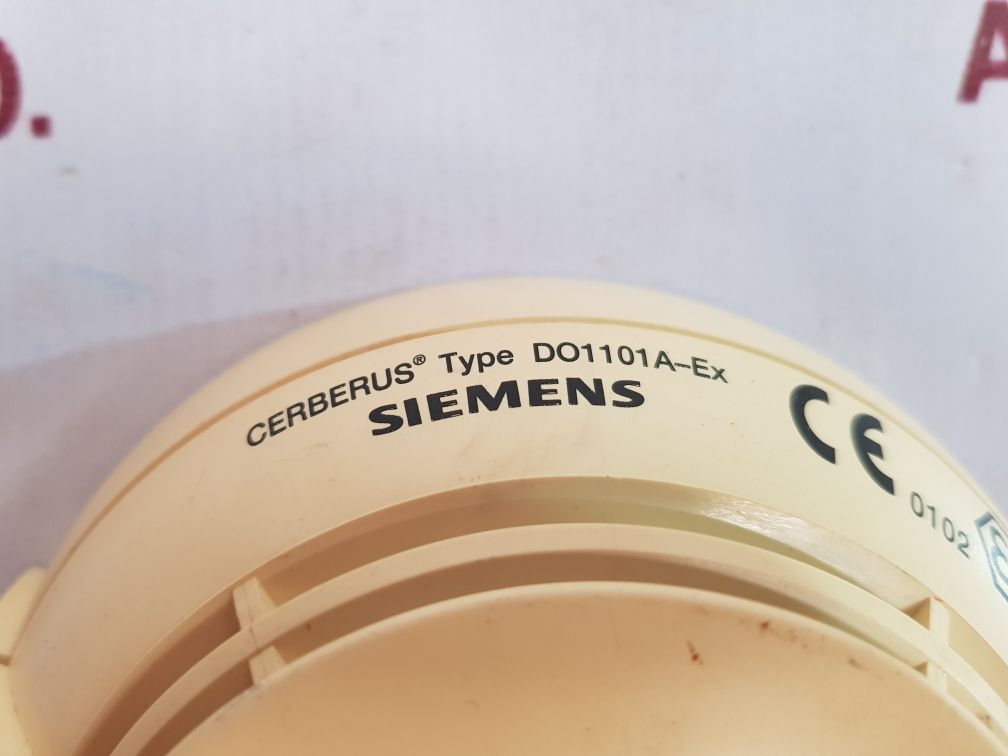 CERBERUS® Type DO1101A-Ex
SIEMENS
CE
0102